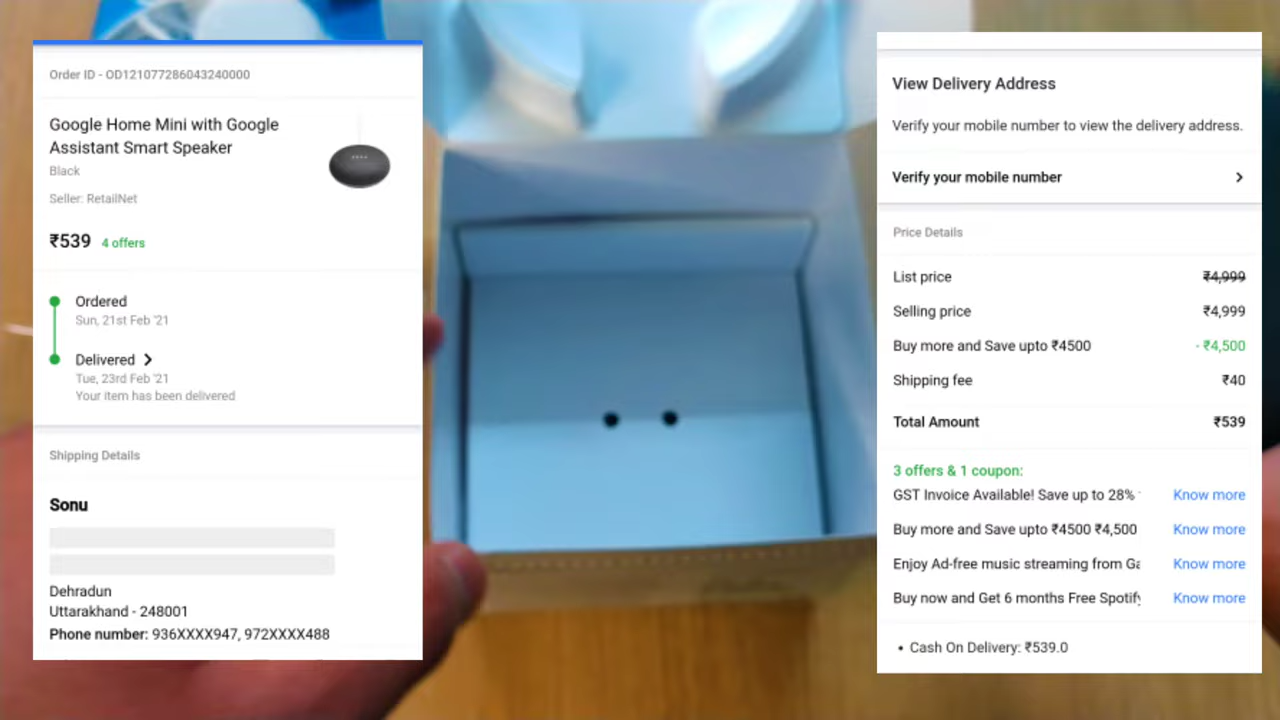 Order ID - OD121077286043240000
Google Home Mini with Google
Assistant Smart Speaker
Black
Seller: RetailNet
₹539 4 offers
Ordered
Sun, 21st Feb '21
Delivered
Tue, 23rd Feb '21
Your item has been delivered
Shipping Details
Sonu
Dehradun
Uttarakhand - 248001
Phone number: 936XXXX947, 972XXXX488
View Delivery Address
Verify your mobile number to view the delivery address.
Verify your mobile number
Price Details
List price ₹4,999
Selling price ₹4,999
Buy more and Save upto ₹4500 - ₹4,500
Shipping fee ₹40
Total Amount ₹539
3 offers & 1 coupon:
GST Invoice Available! Save up to 28% Know more
Buy more and Save upto ₹4500 ₹4,500 Know more
Enjoy Ad-free music streaming from Ga Know more
Buy now and Get 6 months Free Spotify Know more
• Cash On Delivery: ₹539.0